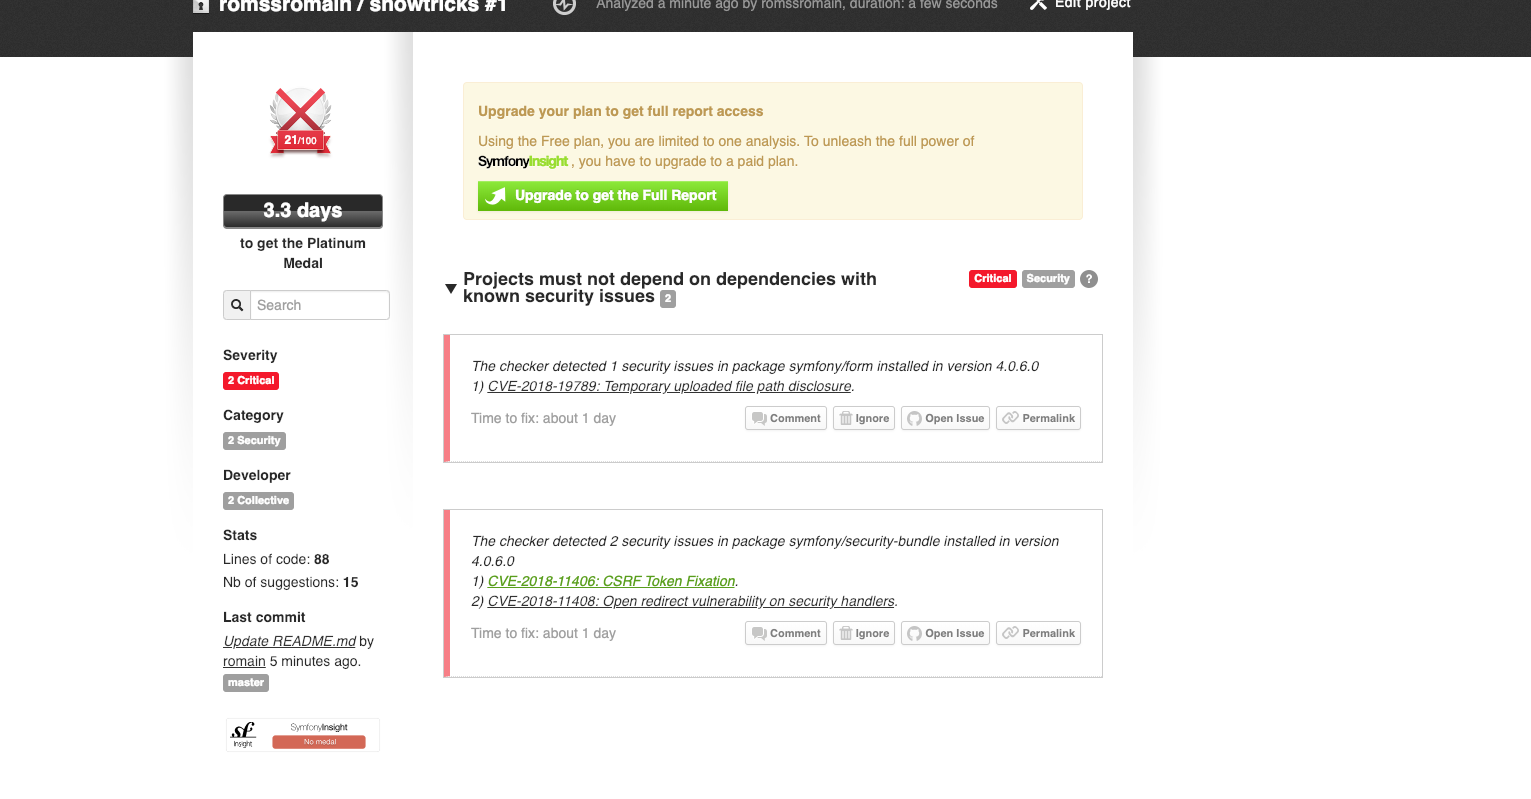 romssromain / snowtricks #1
Analyzed a minute ago by romssromain, duration: a few seconds
Edit project
21/100
3.3 days
to get the Platinum
Medal
Search
Severity
2 Critical
Category
2 Security
Developer
2 Collective
Stats
Lines of code: 88
Nb of suggestions: 15
Last commit
Update README.md by
romain 5 minutes ago.
master
sf
insight
SymfonyInsight
No medal
Upgrade your plan to get full report access
Using the Free plan, you are limited to one analysis. To unleash the full power of
SymfonyInsight , you have to upgrade to a paid plan.
Upgrade to get the Full Report
Projects must not depend on dependencies with
known security issues 2
Critical Security ?
The checker detected 1 security issues in package symfony/form installed in version 4.0.6.0
1) CVE-2018-19789: Temporary uploaded file path disclosure.
Time to fix: about 1 day
Comment Ignore Open Issue Permalink
The checker detected 2 security issues in package symfony/security-bundle installed in version
4.0.6.0
1) CVE-2018-11406: CSRF Token Fixation.
2) CVE-2018-11408: Open redirect vulnerability on security handlers.
Time to fix: about 1 day
Comment Ignore Open Issue Permalink